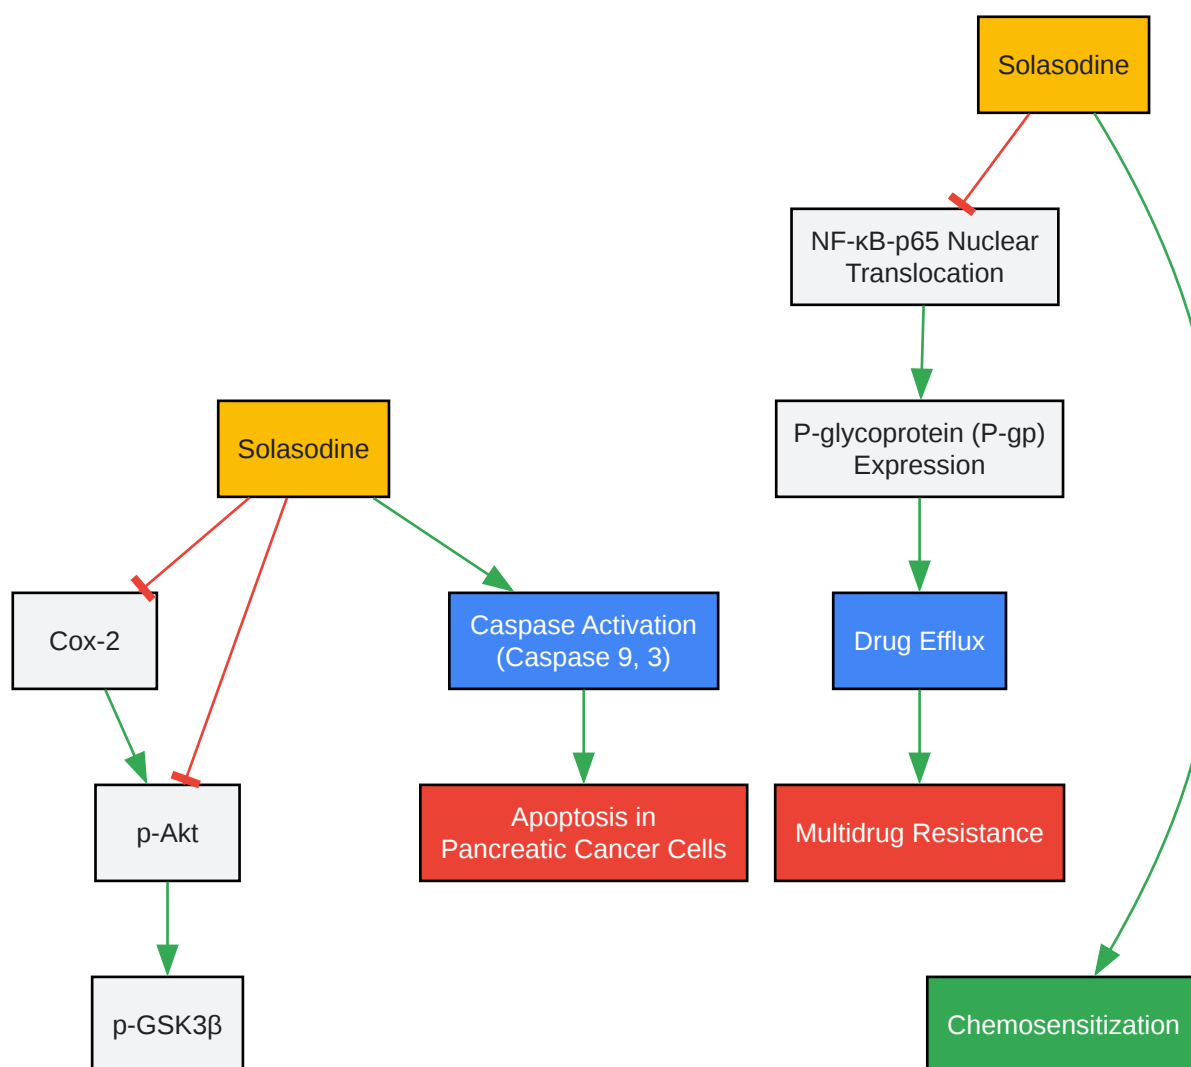 Solasodine
NF-κB-p65 Nuclear
Translocation
P-glycoprotein (P-gp)
Expression
Solasodine
Cox-2
Caspase Activation
(Caspase 9, 3)
Drug Efflux
p-Akt
Apoptosis in
Pancreatic Cancer Cells
Multidrug Resistance
p-GSK3β
Chemosensitization